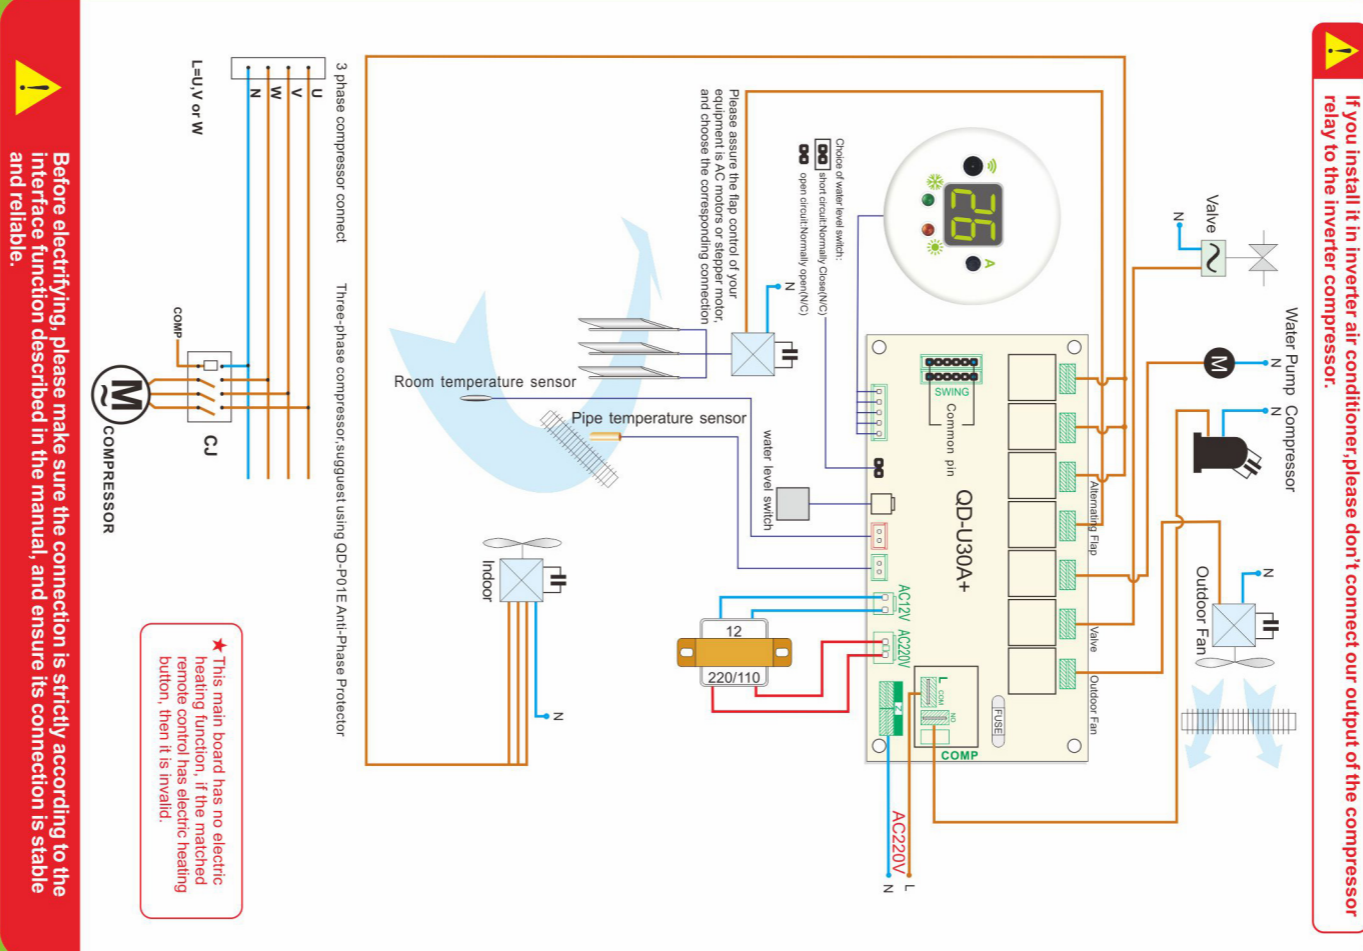 If you install it in inverter air conditioner,please don't connect our output of the compressor
relay to the inverter compressor.
Valve
N
Water Pump
N
M
Compressor
N
Outdoor Fan
N
Choice of water level switch:
short circuit:Normally Close(N/C)
open circuit:Normally open(N/C)
26
A
Please assure the flap control of your
equipment is AC motors or stepper motor,
and choose the corresponding connection
N
SWING
Common pin
QD-U30A+
Alternating Flap
Valve
Outdoor Fan
AC12V
AC220V
N
L
COM
NO
FUSE
COMP
AC220V
L
N
12
220/110
Room temperature sensor
Pipe temperature sensor
water level switch
Indoor
N
3 phase compressor connect
Three-phase compressor,suggest using QD-P01E Anti-Phase Protector
U
V
W
N
L=U,V or W
COMP
CJ
M
COMPRESSOR
★ This main board has no electric
heating function, if the matched
remote control has electric heating
button, then it is invalid.
Before electrifying, please make sure the connection is strictly according to the
interface function described in the manual, and ensure its connection is stable
and reliable.